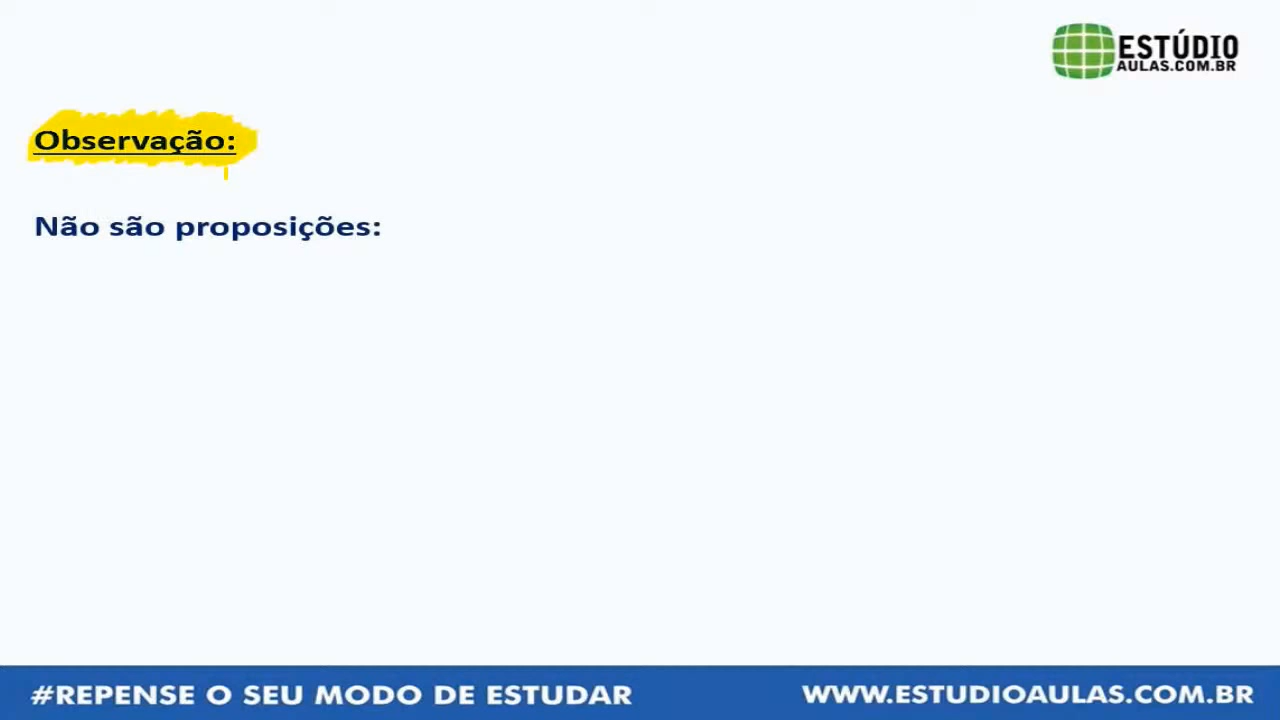 ESTÚDIO
AULAS.COM.BR
Observação:
Não são proposições:
#REPENSE O SEU MODO DE ESTUDAR
WWW.ESTUDIOAULAS.COM.BR